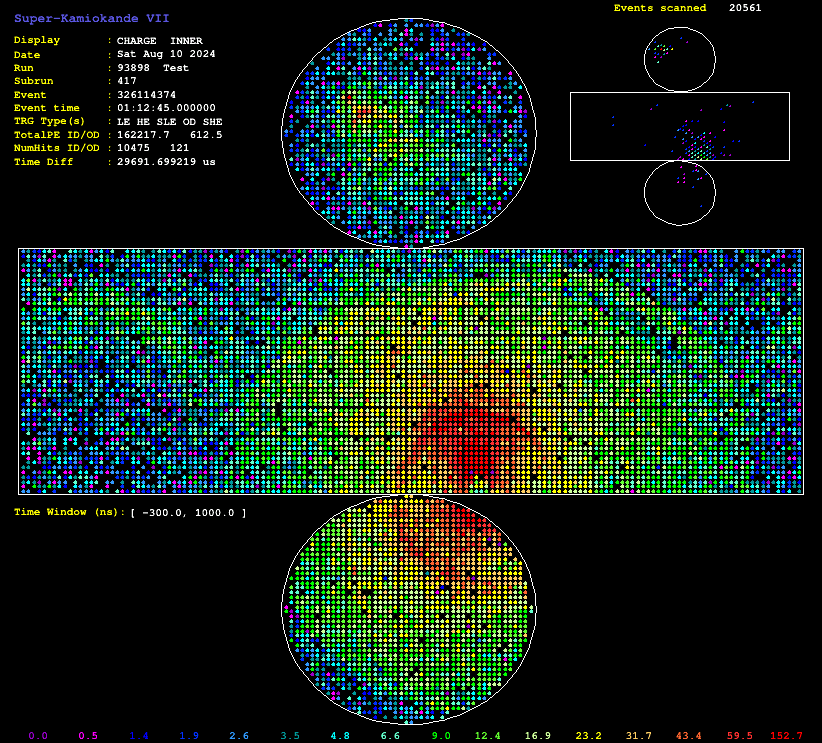 Super-Kamiokande VII
Events scanned 20561
Display : CHARGE INNER
Date : Sat Aug 10 2024
Run : 93898 Test
Subrun : 417
Event : 326114374
Event time : 01:12:45.000000
TRG Type(s) : LE HE SLE OD SHE
TotalPE ID/OD : 162217.7 612.5
NumHits ID/OD : 10475 121
Time Diff : 29691.699219 us
Time Window (ns): [ -300.0, 1000.0 ]
0.0 0.5 1.4 1.9 2.6 3.5 4.8 6.6 9.0 12.4 16.9 23.2 31.7 43.4 59.5 152.7